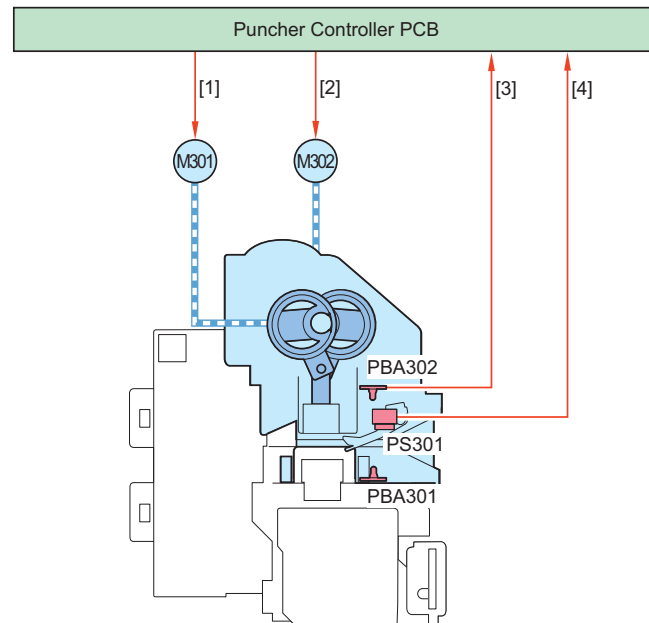 Puncher Controller PCB
[1]
[2]
[3]
[4]
M301
M302
PBA302
PS301
PBA301